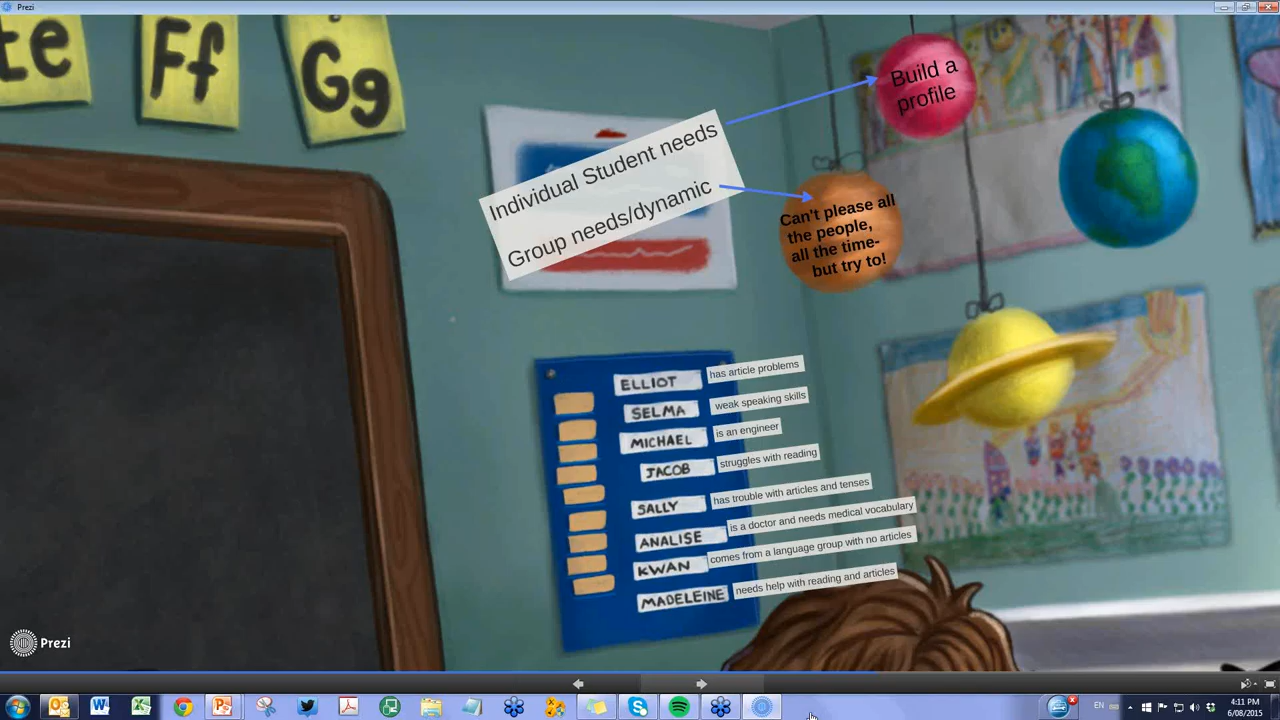 Prezi
te
Ff
Gg
Build a
profile
Individual Student needs
Group needs/dynamic
Can't please all
the people,
all the time-
but try to!
ELLIOT has article problems
SELMA weak speaking skills
MICHAEL is an engineer
JACOB struggles with reading
SALLY has trouble with articles and tenses
ANALISE is a doctor and needs medical vocabulary
KWAN comes from a language group with no articles
MADELEINE needs help with reading and articles
Prezi
EN
4:11 PM
6/08/2015